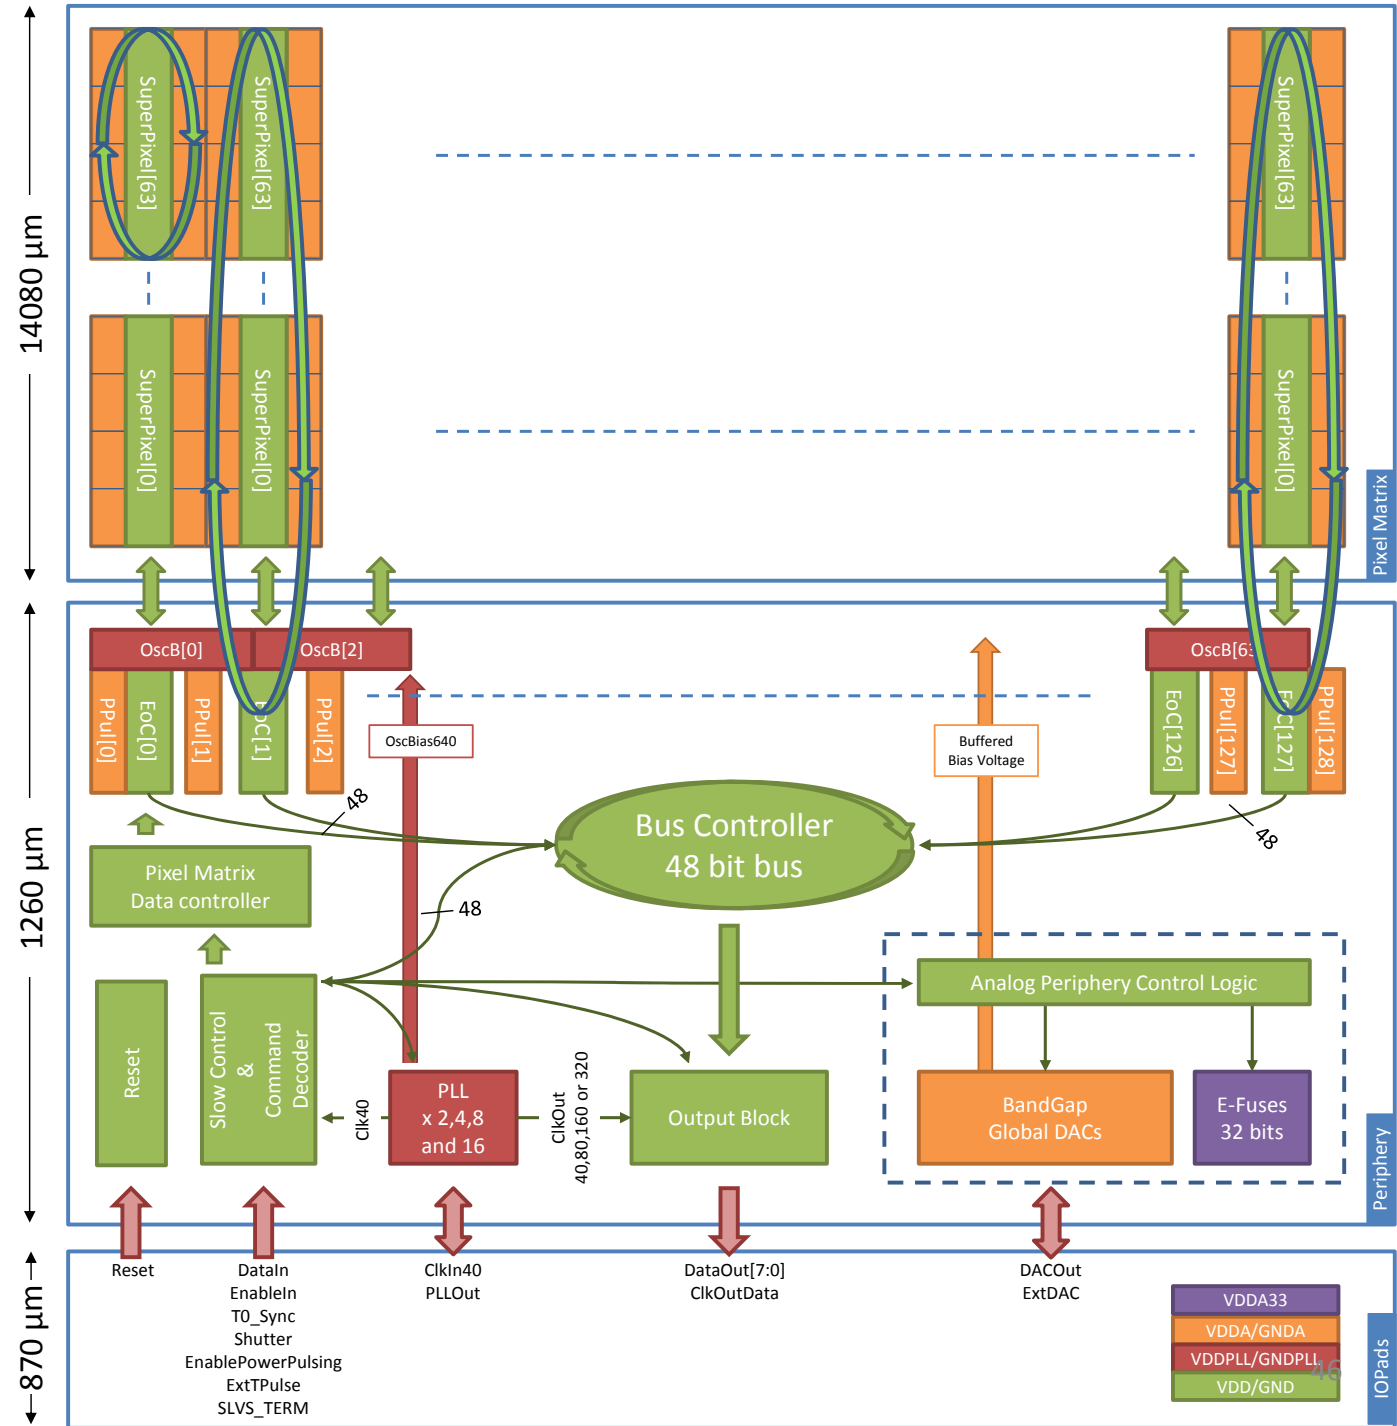 14080 µm
SuperPixel[63]
SuperPixel[63]
SuperPixel[63]
SuperPixel[0]
SuperPixel[0]
SuperPixel[0]
Pixel Matrix
1260 µm
OscB[0]
OscB[2]
OscB[63
PPul[0]
EoC[0]
PPul[1]
EoC[1]
PPul[2]
EoC[126]
PPul[127]
EoC[127]
PPul[128]
OscBias640
Buffered
Bias Voltage
48
48
Bus Controller
48 bit bus
Pixel Matrix
Data controller
48
Analog Periphery Control Logic
Reset
Slow Control
&
Command
Decoder
Clk40
PLL
x 2,4,8
and 16
ClkOut
40,80,160 or 320
Output Block
BandGap
Global DACs
E-Fuses
32 bits
Periphery
870 µm
Reset
DataIn
EnableIn
T0_Sync
Shutter
EnablePowerPulsing
ExtTPulse
SLVS_TERM
ClkIn40
PLLOut
DataOut[7:0]
ClkOutData
DACOut
ExtDAC
VDDA33
VDDA/GNDA
VDDPLL/GNDPLL
46
VDD/GND
IOPads